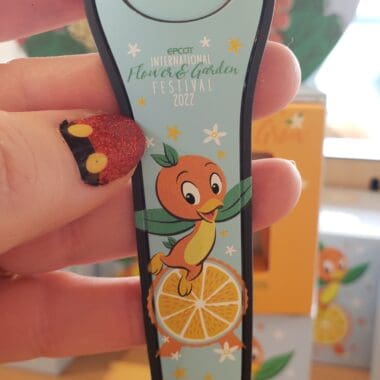 EPCOT
INTERNATIONAL
Flower & Garden
FESTIVAL
2022